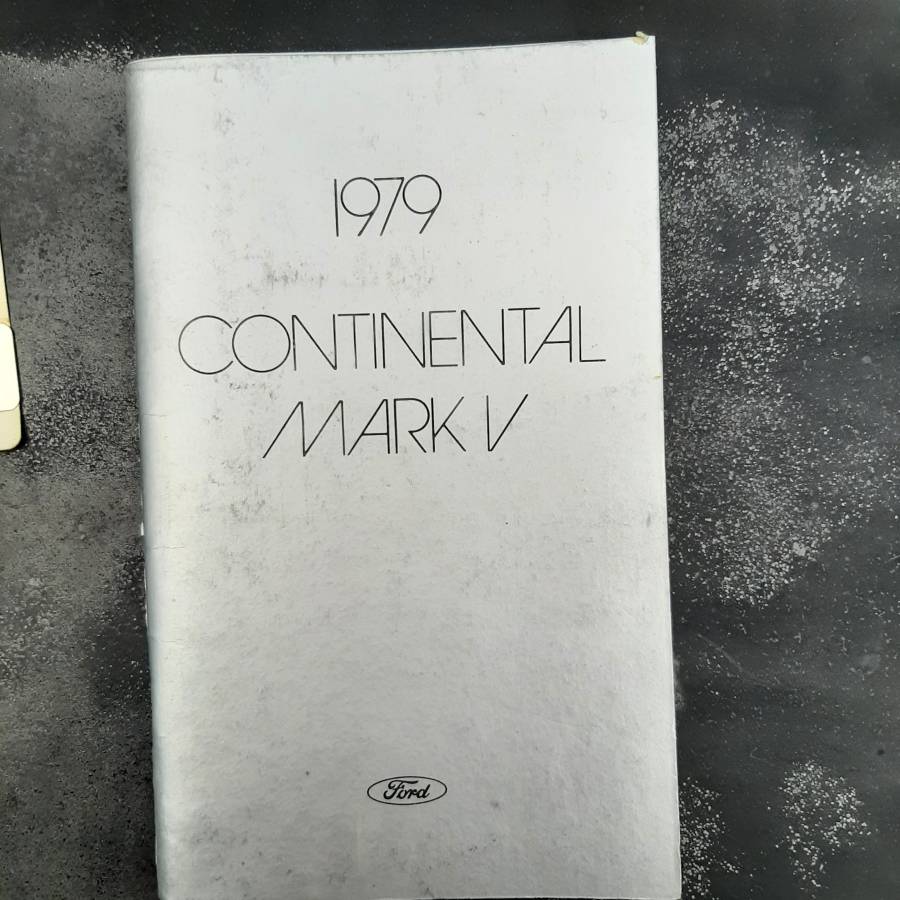 1979
CONTINENTAL
MARK V
Ford